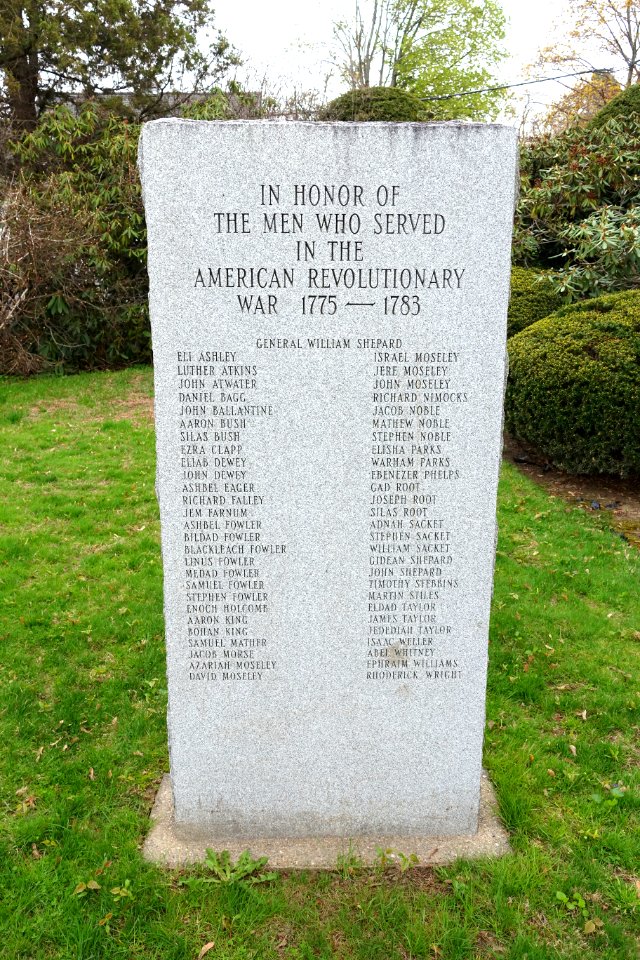 IN HONOR OF
THE MEN WHO SERVED
IN THE
AMERICAN REVOLUTIONARY
WAR 1775 — 1783
GENERAL WILLIAM SHEPARD
ELI ASHLEY
LUTHER ATKINS
JOHN ATWATER
DANIEL BAGG
JOHN BALLANTINE
AARON BUSH
SILAS BUSH
EZRA CLAPP
ELIAB DEWEY
JOHN DEWEY
ASHBEL EAGER
RICHARD FALLEY
JEM FARNUM
ASHBEL FOWLER
BILDAD FOWLER
BLACKLEACH FOWLER
LINUS FOWLER
MEDAD FOWLER
SAMUEL FOWLER
STEPHEN FOWLER
ENOCH HOLCOMB
AARON KING
BOHAN KING
SAMUEL MATHER
JACOB MORSE
AZARIAH MOSELEY
DAVID MOSELEY
ISRAEL MOSELEY
JERE MOSELEY
JOHN MOSELEY
RICHARD NIMOCKS
JACOB NOBLE
MATHEW NOBLE
STEPHEN NOBLE
ELISHA PARKS
WARHAM PARKS
EBENEZER PHELPS
GAD ROOT
JOSEPH ROOT
SILAS ROOT
ADNAH SACKET
STEPHEN SACKET
WILLIAM SACKET
GIDEAN SHEPARD
JOHN SHEPARD
TIMOTHY STEBBINS
MARTIN STILES
ELDAD TAYLOR
JAMES TAYLOR
JEDEDIAH TAYLOR
ISAAC WELLER
ABEL WHITNEY
EPHRAIM WILLIAMS
RHODERICK WRIGHT